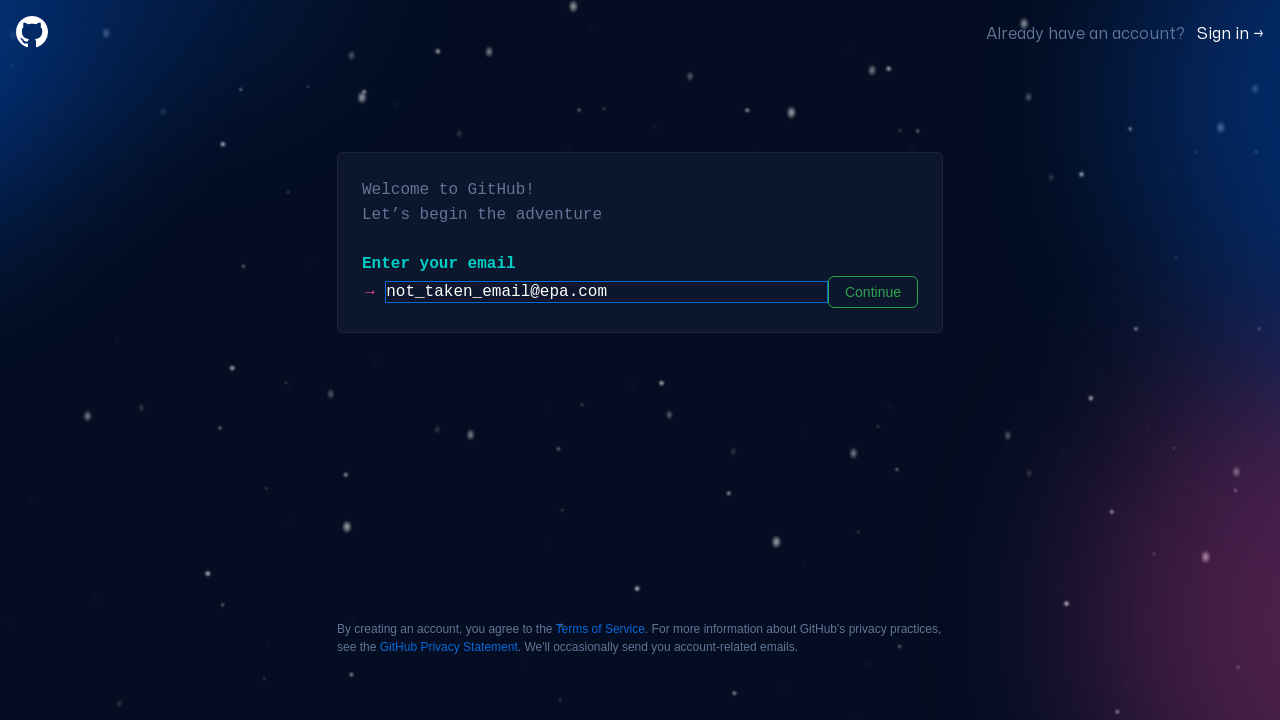 Already have an account? Sign in →
Welcome to GitHub!
Let’s begin the adventure
Enter your email
→ not_taken_email@epa.com Continue
By creating an account, you agree to the Terms of Service. For more information about GitHub's privacy practices,
see the GitHub Privacy Statement. We'll occasionally send you account-related emails.